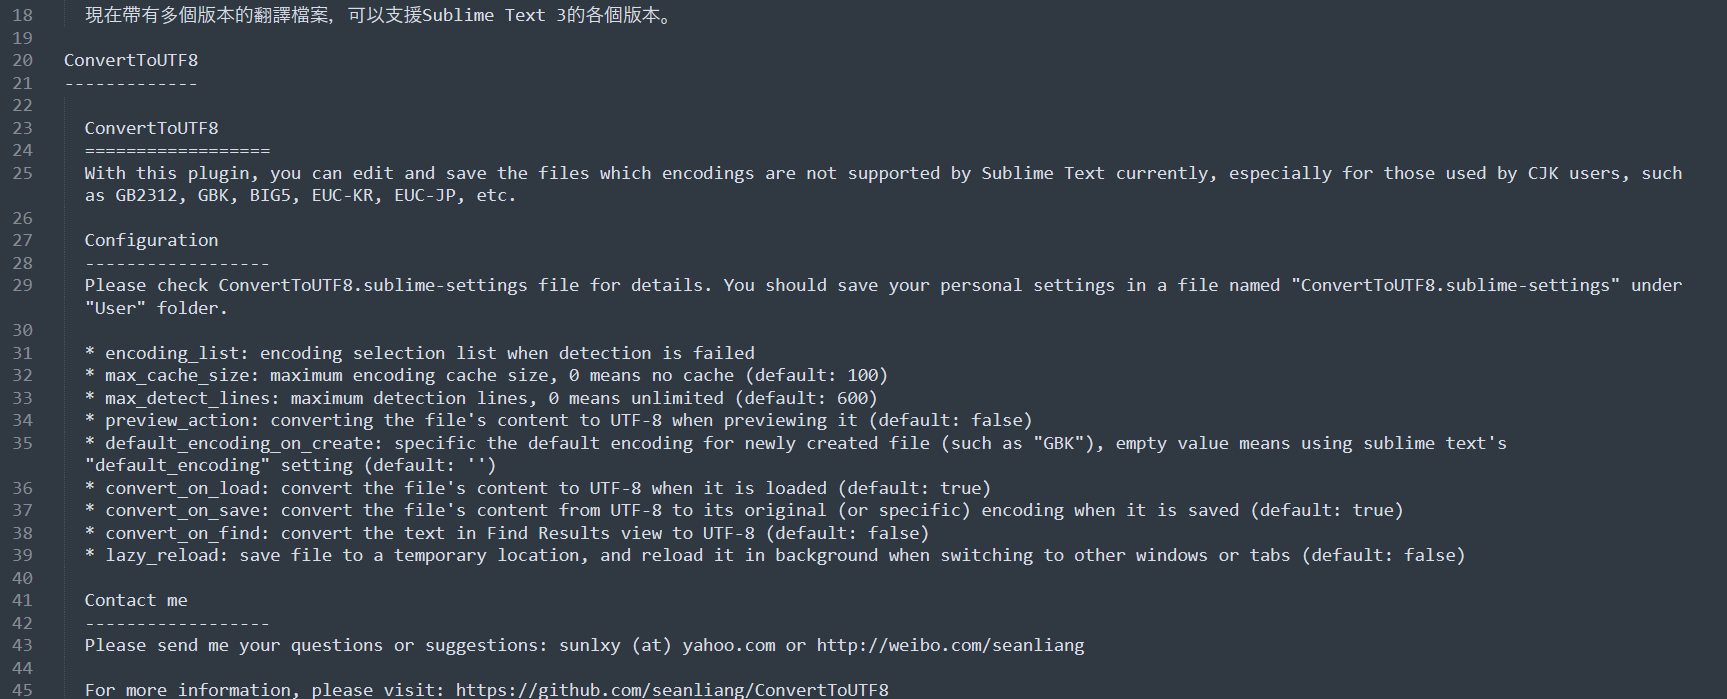 18 現在帶有多個版本的翻譯檔案，可以支援Sublime Text 3的各個版本。
19
20 ConvertToUTF8
21 -------------
22
23 ConvertToUTF8
24 ==================
25 With this plugin, you can edit and save the files which encodings are not supported by Sublime Text currently, especially for those used by CJK users, such
as GB2312, GBK, BIG5, EUC-KR, EUC-JP, etc.
26
27 Configuration
28 ------------------
29 Please check ConvertToUTF8.sublime-settings file for details. You should save your personal settings in a file named "ConvertToUTF8.sublime-settings" under
"User" folder.
30
31 * encoding_list: encoding selection list when detection is failed
32 * max_cache_size: maximum encoding cache size, 0 means no cache (default: 100)
33 * max_detect_lines: maximum detection lines, 0 means unlimited (default: 600)
34 * preview_action: converting the file's content to UTF-8 when previewing it (default: false)
35 * default_encoding_on_create: specific the default encoding for newly created file (such as "GBK"), empty value means using sublime text's
"default_encoding" setting (default: '')
36 * convert_on_load: convert the file's content to UTF-8 when it is loaded (default: true)
37 * convert_on_save: convert the file's content from UTF-8 to its original (or specific) encoding when it is saved (default: true)
38 * convert_on_find: convert the text in Find Results view to UTF-8 (default: false)
39 * lazy_reload: save file to a temporary location, and reload it in background when switching to other windows or tabs (default: false)
40
41 Contact me
42 ------------------
43 Please send me your questions or suggestions: sunlxy (at) yahoo.com or http://weibo.com/seanliang
44
45 For more information, please visit: https://github.com/seanliang/ConvertToUTF8